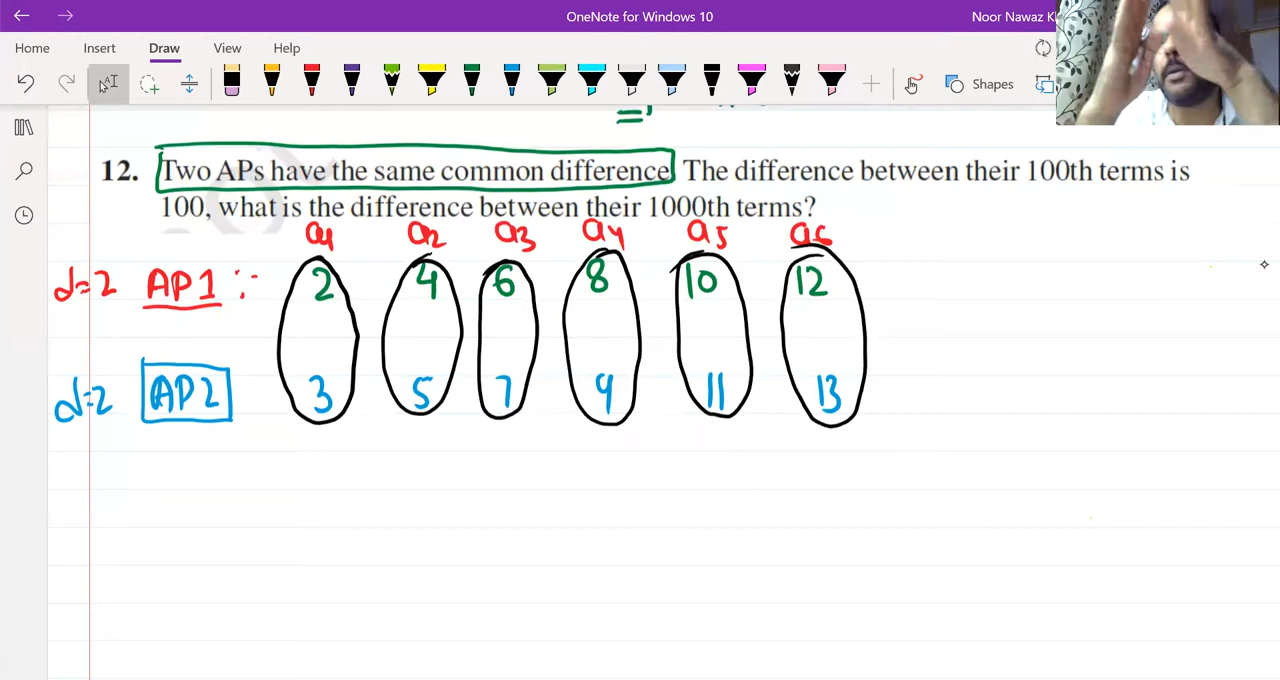 OneNote for Windows 10
Noor Nawaz
Home Insert Draw View Help
Shapes
12. Two APs have the same common difference. The difference between their 100th terms is
100, what is the difference between their 1000th terms?
a1 a2 a3 a4 a5 a6
d=2 AP1 : 2 4 6 8 10 12
d=2 AP2 3 5 7 9 11 13